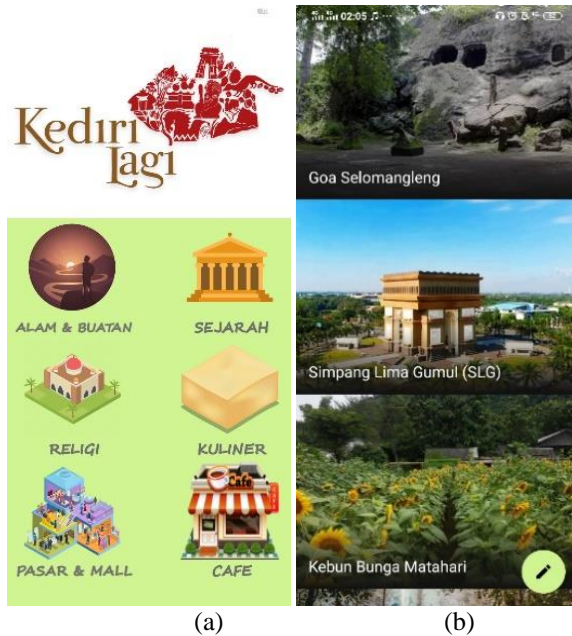 Kediri
Lagi
ALAM & BUATAN
SEJARAH
RELIGI
KULINER
PASAR & MALL
Cafe
CAFE
CAFE
(a)
02:05
Goa Selomangleng
Simpang Lima Gumul (SLG)
Kebun Bunga Matahari
(b)